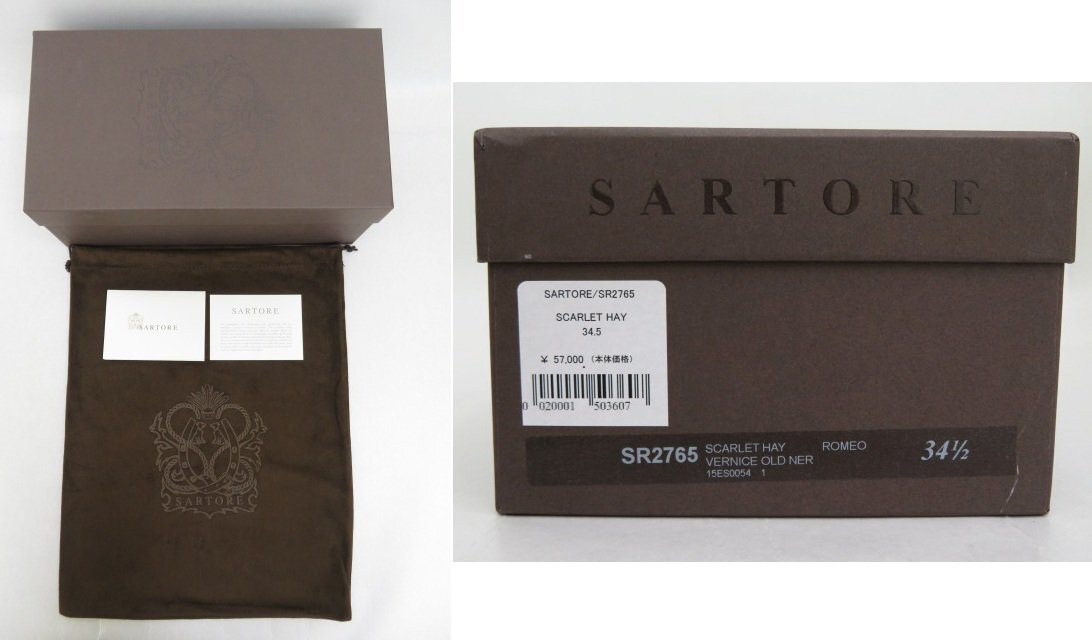 SARTORE
SARTORE
SARTORE
SARTORE
SARTORE/SR2765
SCARLET HAY
34.5
¥ 57,000 (本体価格)
0 020001 503607
SR2765 SCARLET HAY ROMEO 34½
VERNICE OLD NER
15ES0054 1